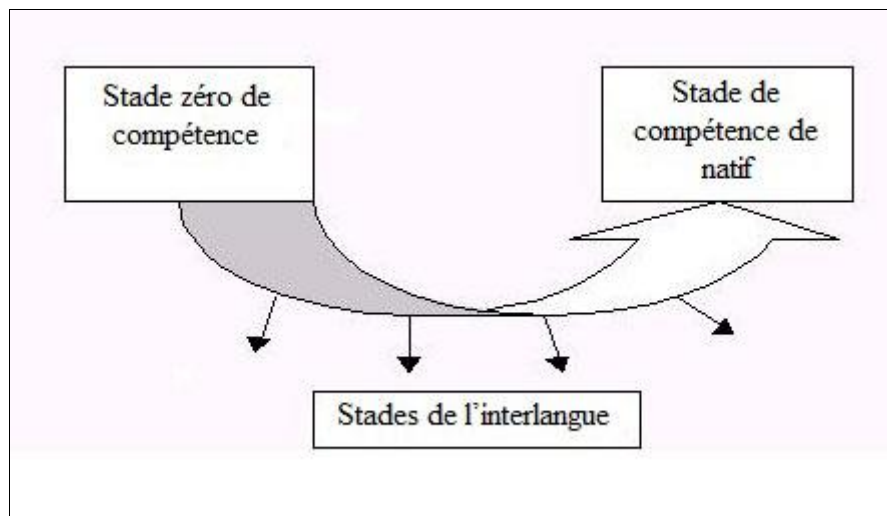 Stade zéro de
compétence
Stade de
compétence de
natif
Stades de l'interlangue